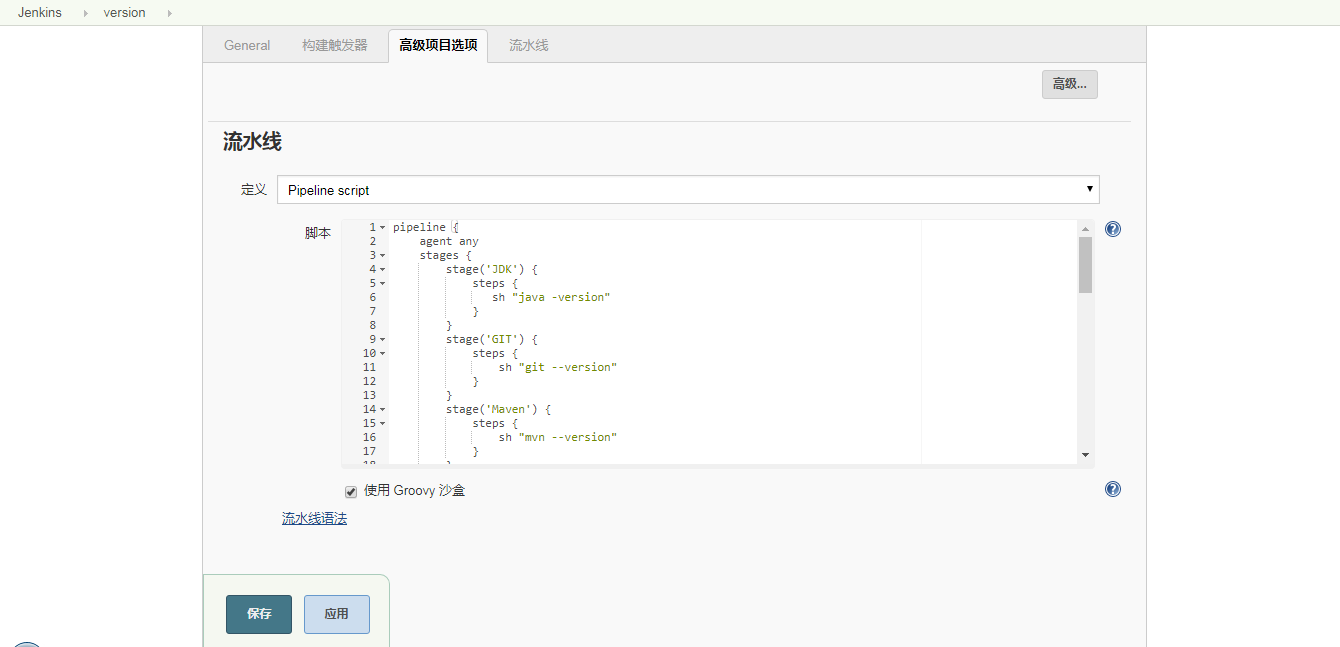 Jenkins version
General 构建触发器 高级项目选项 流水线
高级...
流水线
定义 Pipeline script
脚本
1 pipeline {
2 agent any
3 stages {
4 stage('JDK') {
5 steps {
6 sh "java -version"
7 }
8 }
9 stage('GIT') {
10 steps {
11 sh "git --version"
12 }
13 }
14 stage('Maven') {
15 steps {
16 sh "mvn --version"
17 }
18 }
使用 Groovy 沙盒
流水线语法
保存 应用